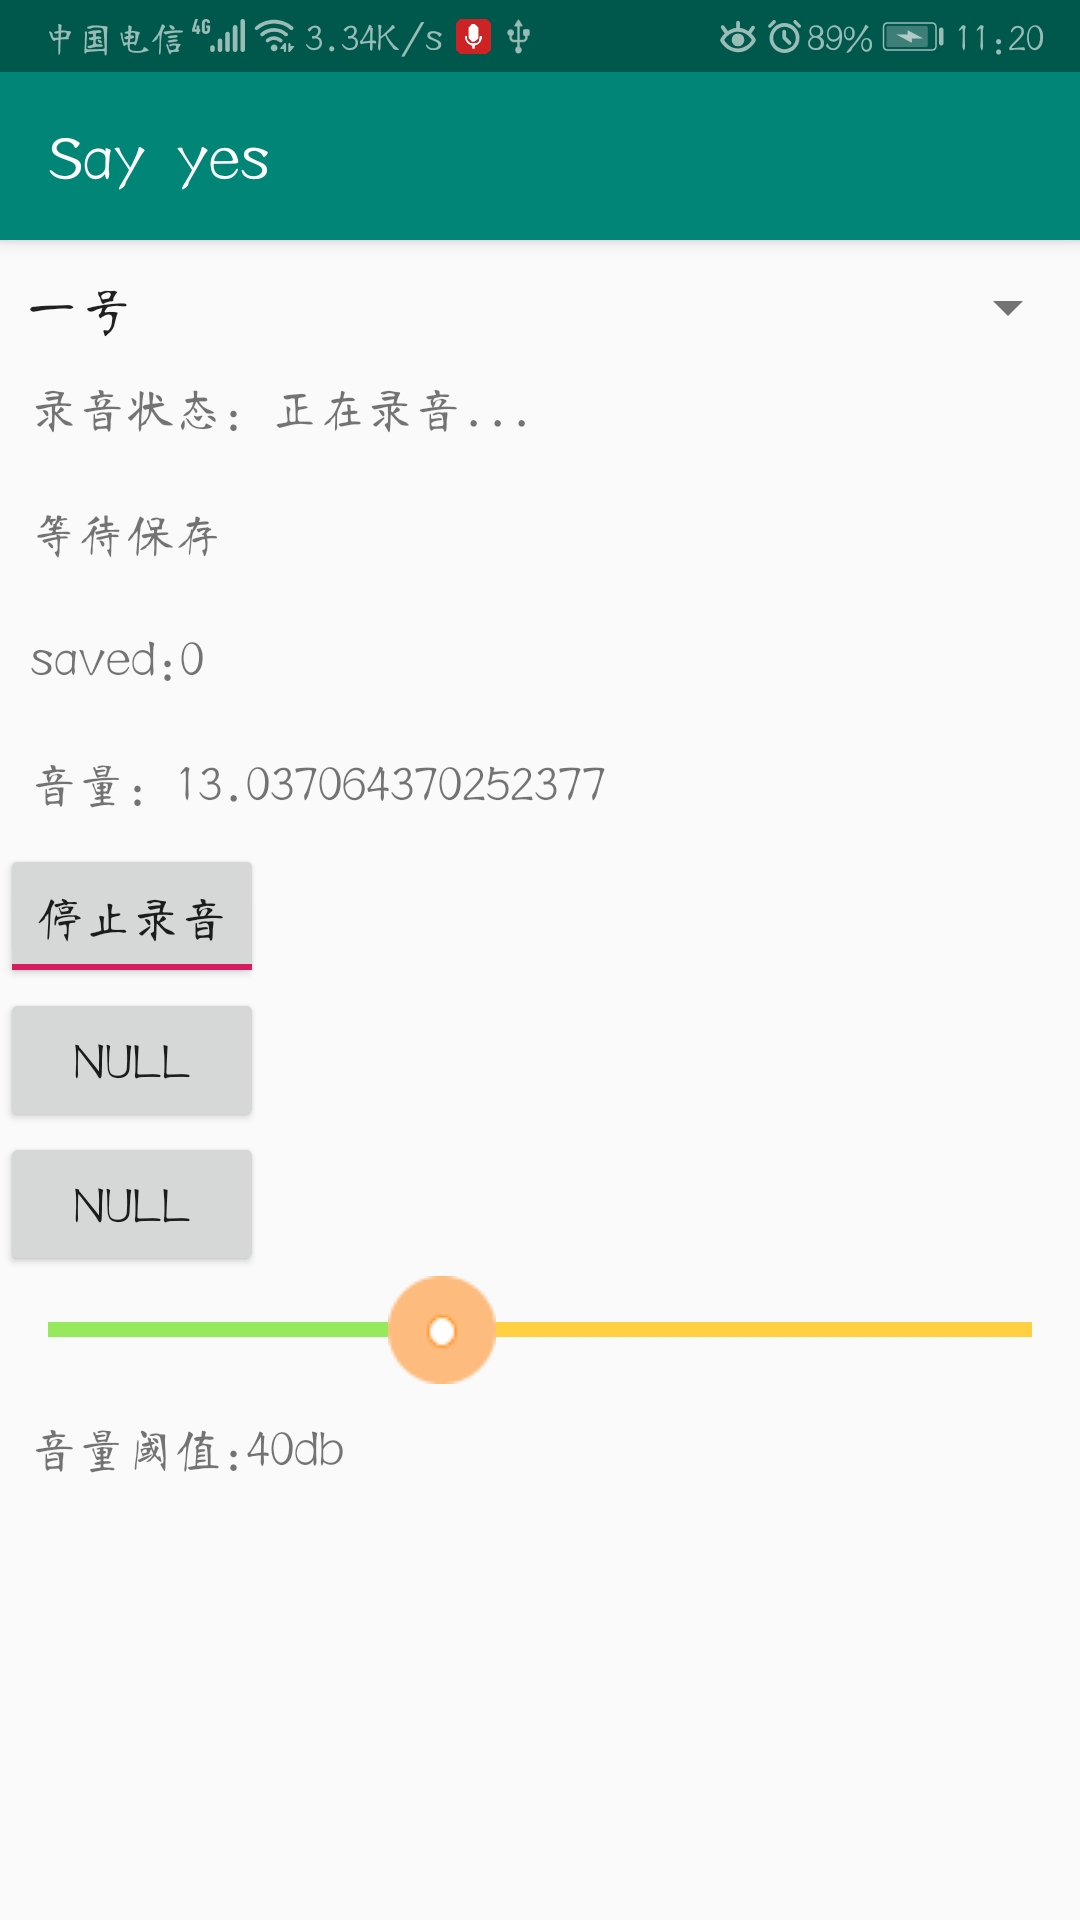 中国电信 4G 3.34K/s 89% 11:20
Say yes
一号
录音状态: 正在录音...
等待保存
saved:0
音量: 13.037064370252377
停止录音
NULL
NULL
音量阈值:40db